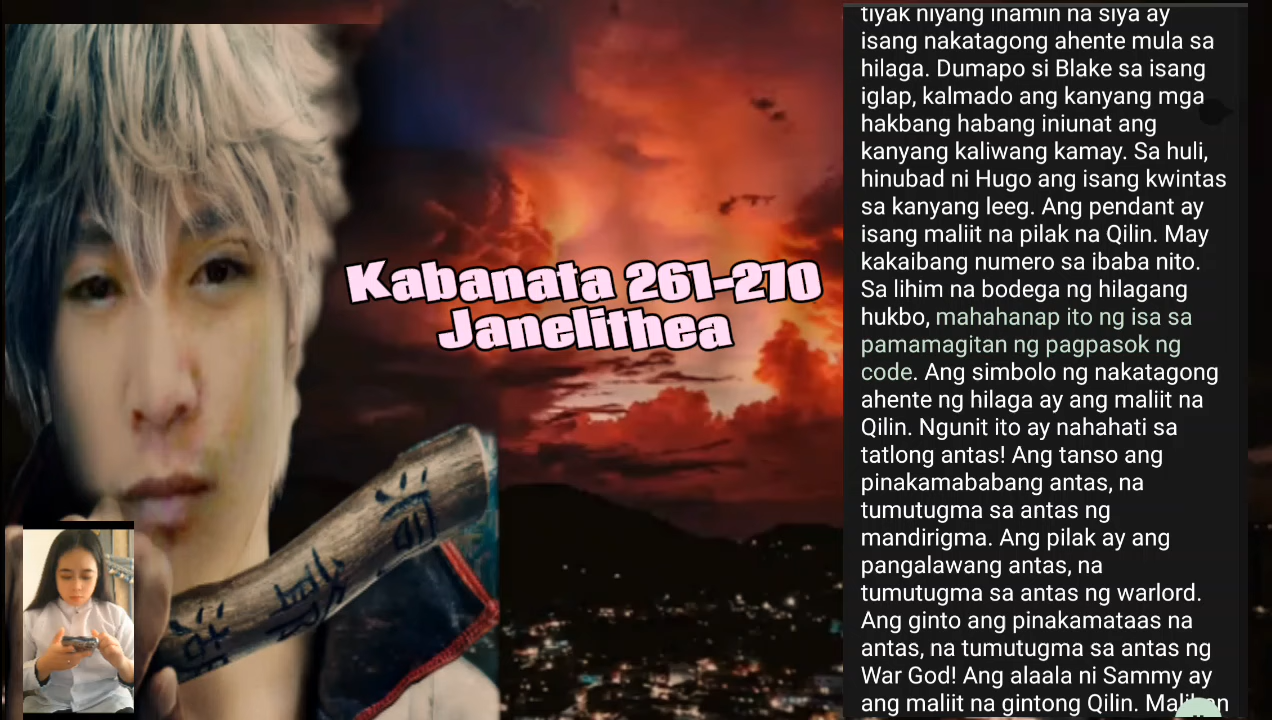 Kabanata 261-270
Janelithea
tiyak niyang inamin na siya ay
isang nakatagong ahente mula sa
hilaga. Dumapo si Blake sa isang
iglap, kalmado ang kanyang mga
hakbang habang iniunat ang
kanyang kaliwang kamay. Sa huli,
hinubad ni Hugo ang isang kwintas
sa kanyang leeg. Ang pendant ay
isang maliit na pilak na Qilin. May
kakaibang numero sa ibaba nito.
Sa lihim na bodega ng hilagang
hukbo, mahahanap ito ng isa sa
pamamagitan ng pagpasok ng
code. Ang simbolo ng nakatagong
ahente ng hilaga ay ang maliit na
Qilin. Ngunit ito ay nahahati sa
tatlong antas! Ang tanso ang
pinakamababang antas, na
tumutugma sa antas ng
mandirigma. Ang pilak ay ang
pangalawang antas, na
tumutugma sa antas ng warlord.
Ang ginto ang pinakamataas na
antas, na tumutugma sa antas ng
War God! Ang alaala ni Sammy ay
ang maliit na gintong Qilin.